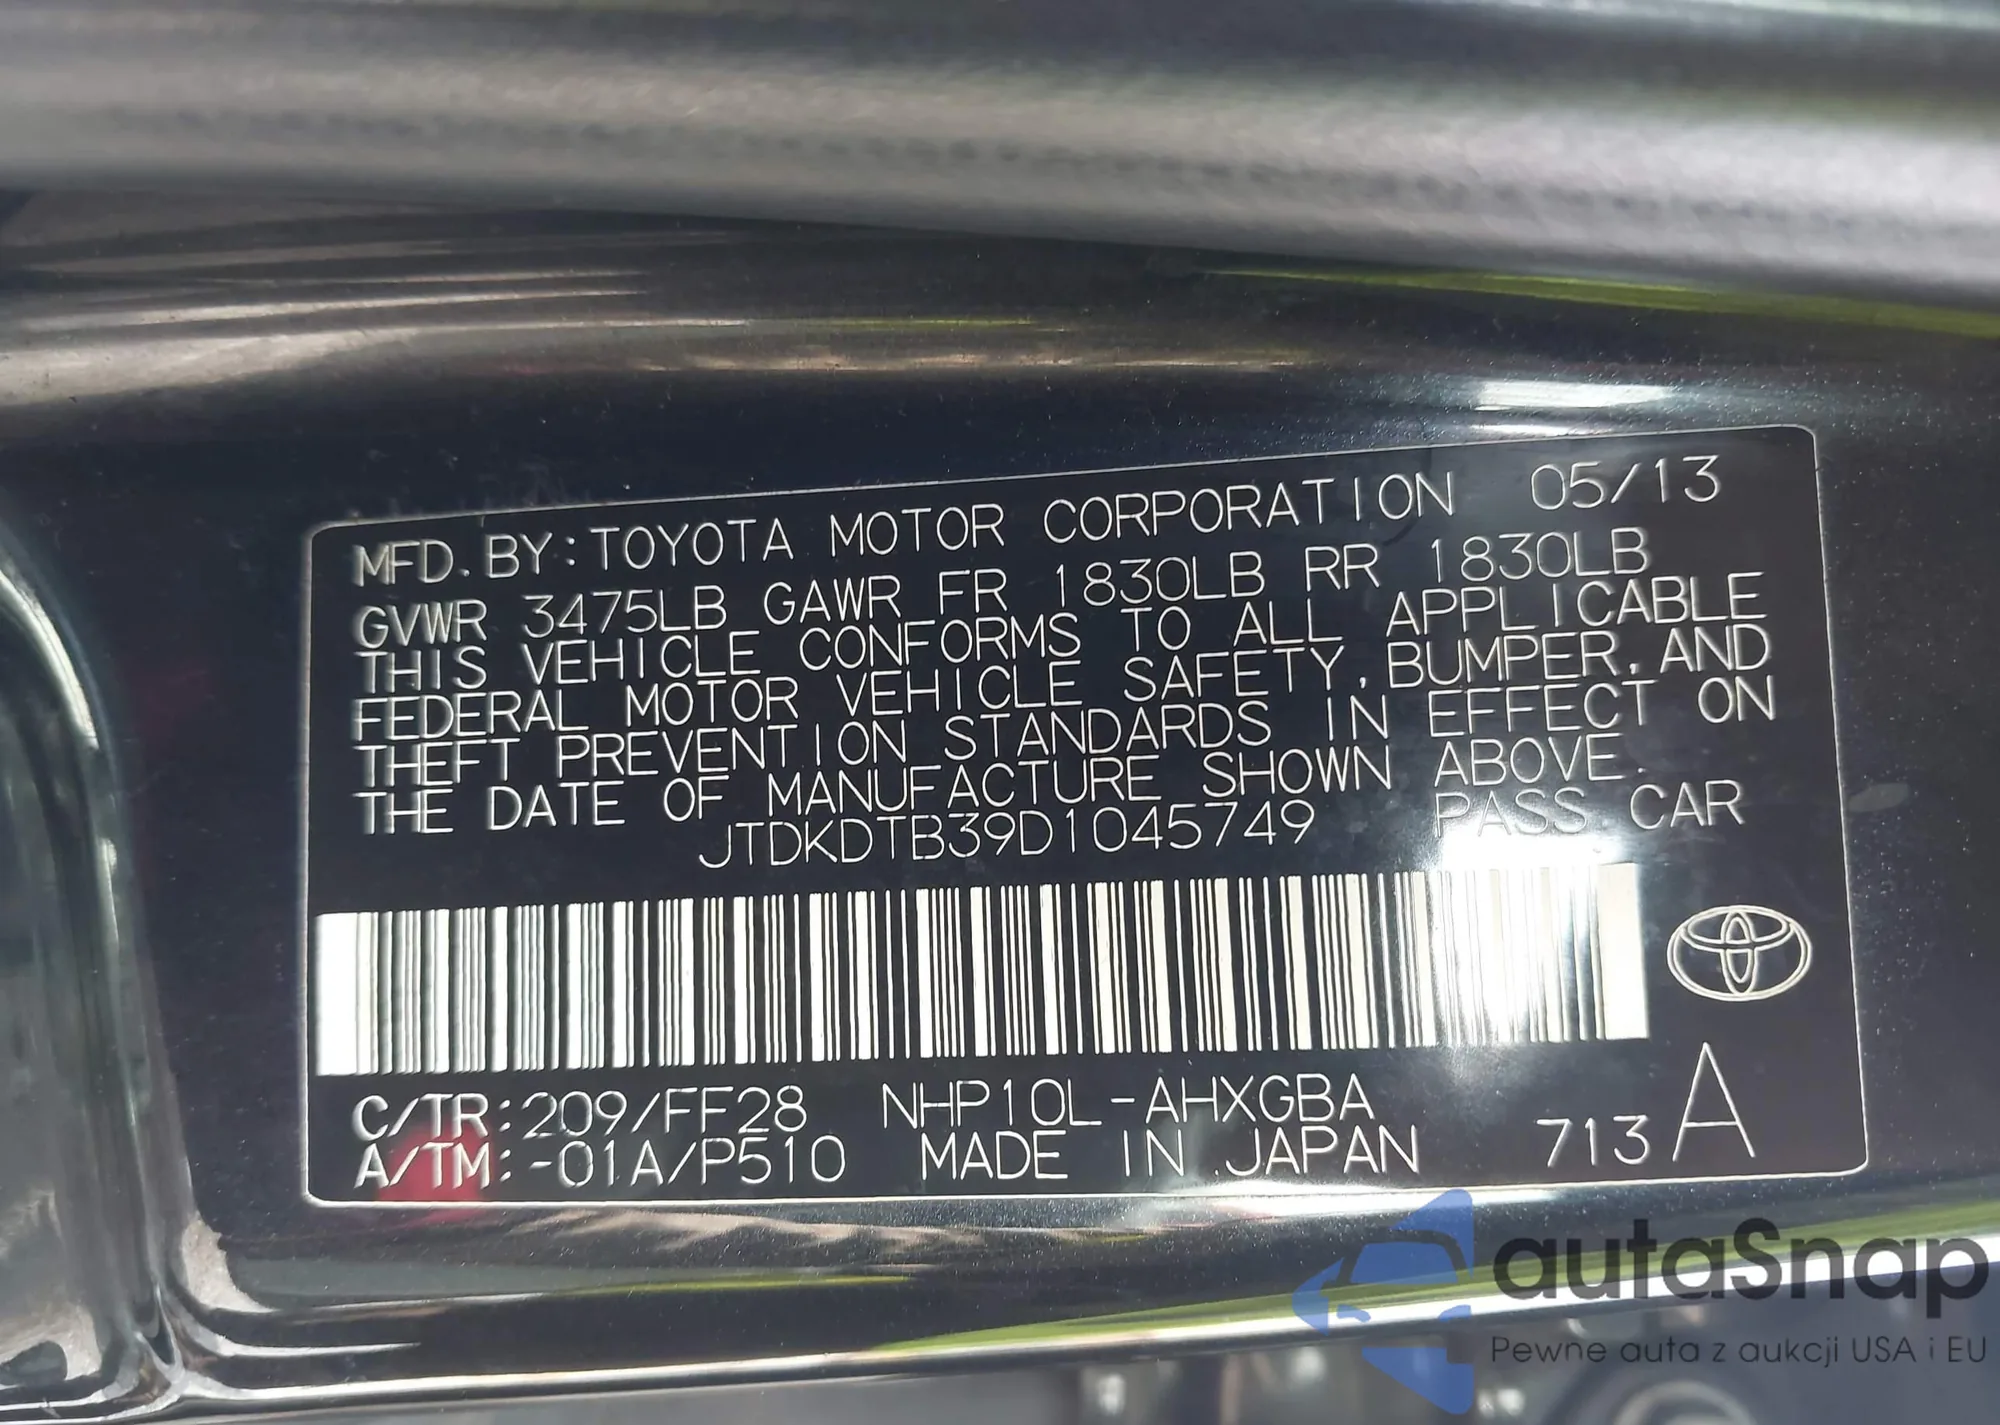 MFD. BY: TOYOTA MOTOR CORPORATION 05/13
GVWR 3475LB GAWR FR 1830LB RR 1830LB
THIS VEHICLE CONFORMS TO ALL APPLICABLE
FEDERAL MOTOR VEHICLE SAFETY, BUMPER, AND
THEFT PREVENTION STANDARDS IN EFFECT ON
THE DATE OF MANUFACTURE SHOWN ABOVE.
JTDKDTB39D1045749 PASS CAR
C/TR: 209/FF28 NHP10L-AHXGBA
A/TM: -01A/P510 MADE IN JAPAN 713 A
autaSnap
Pewne auta z aukcji USA i EU